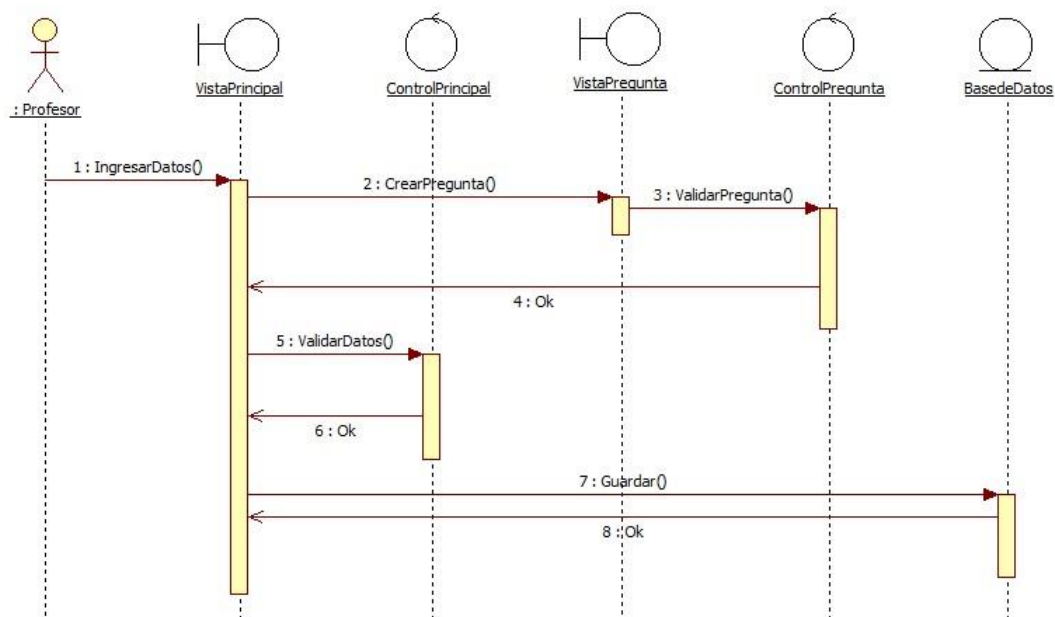 : Profesor
VistaPrincipal
ControlPrincipal
VistaPregunta
ControlPregunta
BasedeDatos
1 : IngresarDatos()
2 : CrearPregunta()
3 : ValidarPregunta()
4 : Ok
5 : ValidarDatos()
6 : Ok
7 : Guardar()
8 : Ok